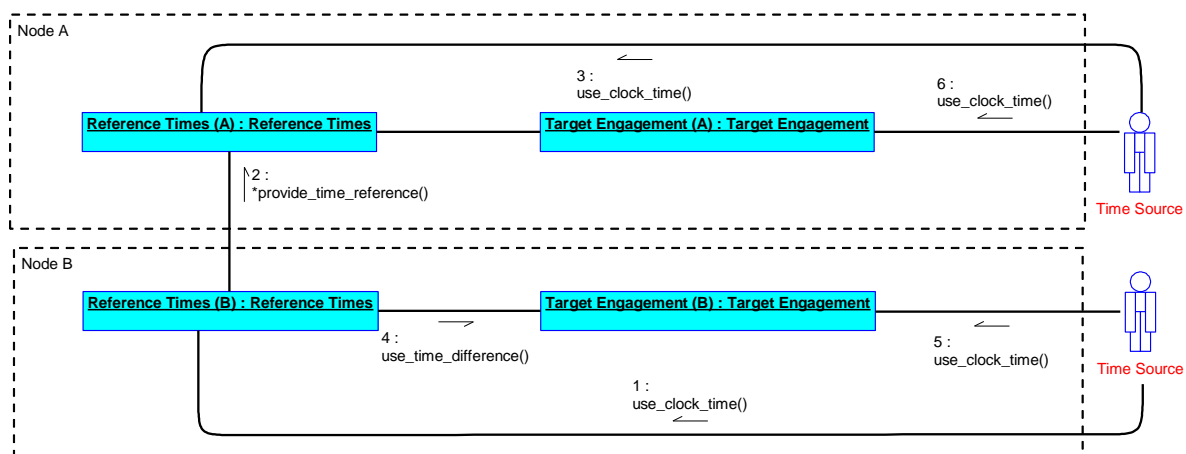 Node A
3 :
use_clock_time()
6 :
use_clock_time()
Reference Times (A) : Reference Times
Target Engagement (A) : Target Engagement
2 :
*provide_time_reference()
Time Source
Node B
Reference Times (B) : Reference Times
Target Engagement (B) : Target Engagement
4 :
use_time_difference()
5 :
use_clock_time()
Time Source
1 :
use_clock_time()